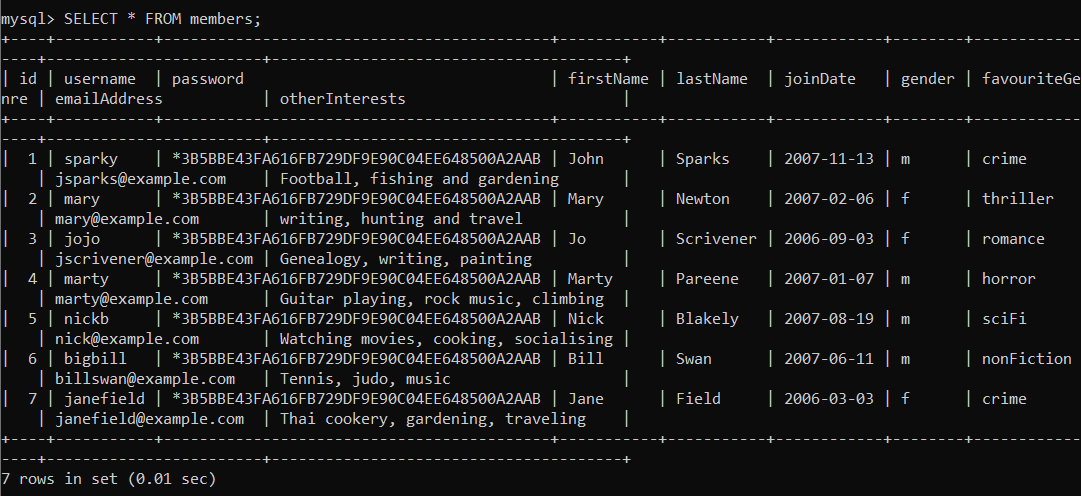 mysql> SELECT * FROM members;
+----+-----------+-------------------------------------------+-----------+-----------+------------+--------+------------
----+-------------------------+---------------------------------------+
| id | username  | password                                  | firstName | lastName  | joinDate   | gender | favouriteGe
nre | emailAddress            | otherInterests                        |
+----+-----------+-------------------------------------------+-----------+-----------+------------+--------+------------
----+-------------------------+---------------------------------------+
|  1 | sparky    | *3B5BBE43FA616FB729DF9E90C04EE648500A2AAB | John      | Sparks    | 2007-11-13 | m      | crime
    | jsparks@example.com     | Football, fishing and gardening       |
|  2 | mary      | *3B5BBE43FA616FB729DF9E90C04EE648500A2AAB | Mary      | Newton    | 2007-02-06 | f      | thriller
    | mary@example.com        | writing, hunting and travel           |
|  3 | jojo      | *3B5BBE43FA616FB729DF9E90C04EE648500A2AAB | Jo        | Scrivener | 2006-09-03 | f      | romance
    | jscrivener@example.com  | Genealogy, writing, painting          |
|  4 | marty     | *3B5BBE43FA616FB729DF9E90C04EE648500A2AAB | Marty     | Pareene   | 2007-01-07 | m      | horror
    | marty@example.com       | Guitar playing, rock music, climbing  |
|  5 | nickb     | *3B5BBE43FA616FB729DF9E90C04EE648500A2AAB | Nick      | Blakely   | 2007-08-19 | m      | sciFi
    | nick@example.com        | Watching movies, cooking, socialising |
|  6 | bigbill   | *3B5BBE43FA616FB729DF9E90C04EE648500A2AAB | Bill      | Swan      | 2007-06-11 | m      | nonFiction
    | billswan@example.com    | Tennis, judo, music                   |
|  7 | janefield | *3B5BBE43FA616FB729DF9E90C04EE648500A2AAB | Jane      | Field     | 2006-03-03 | f      | crime
    | janefield@example.com   | Thai cookery, gardening, traveling    |
+----+-----------+-------------------------------------------+-----------+-----------+------------+--------+------------
----+-------------------------+---------------------------------------+
7 rows in set (0.01 sec)